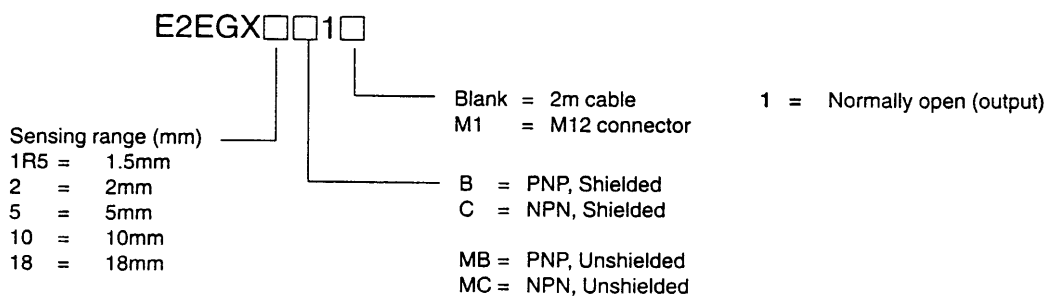 E2EGX□□1□
Blank = 2m cable
M1 = M12 connector
1 = Normally open (output)
Sensing range (mm)
1R5 = 1.5mm
2 = 2mm
5 = 5mm
10 = 10mm
18 = 18mm
B = PNP, Shielded
C = NPN, Shielded
MB = PNP, Unshielded
MC = NPN, Unshielded